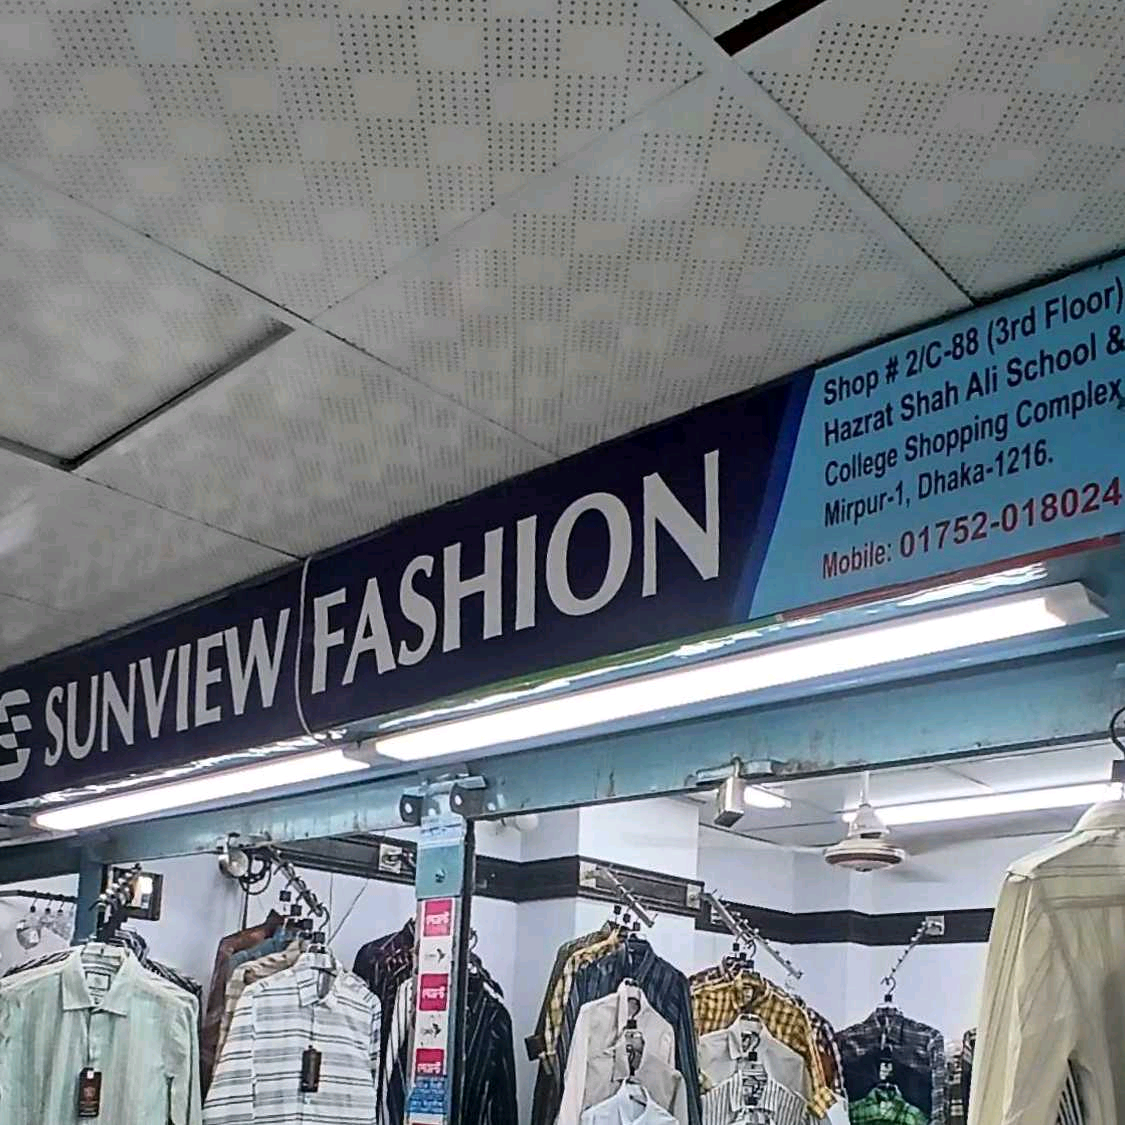 SUNVIEW FASHION
Shop # 2/C-88 (3rd Floor)
Hazrat Shah Ali School &
College Shopping Complex,
Mirpur-1, Dhaka-1216.
Mobile: 01752-018024